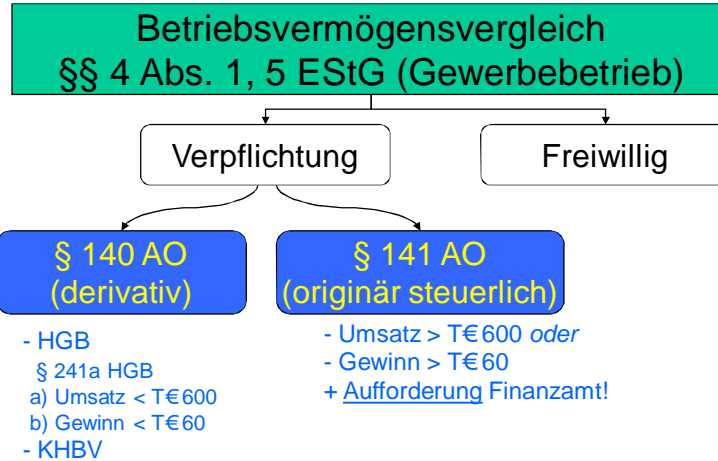 Betriebsvermögensvergleich
§§ 4 Abs. 1, 5 EStG (Gewerbebetrieb)
Verpflichtung
Freiwillig
§ 140 AO
(derivativ)
§ 141 AO
(originär steuerlich)
- HGB
§ 241a HGB
a) Umsatz < T€600
b) Gewinn < T€60
- KHBV
- Umsatz > T€600 oder
- Gewinn > T€60
+ Aufforderung Finanzamt!